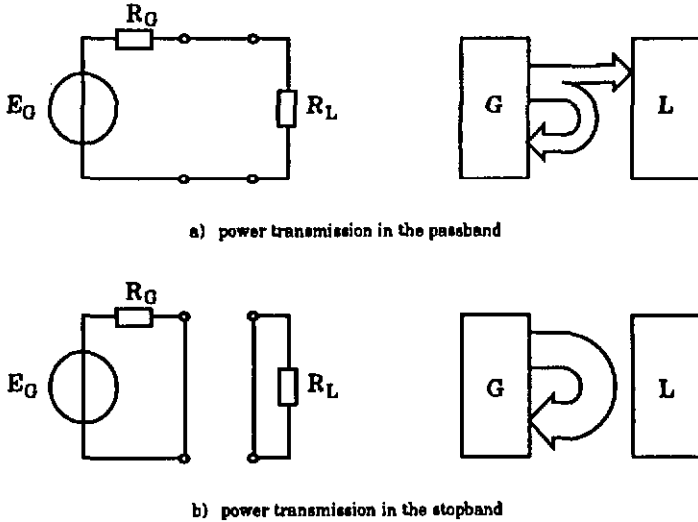 R_G
E_G
R_L
G
L
a) power transmission in the passband
R_G
E_G
R_L
G
L
b) power transmission in the stopband